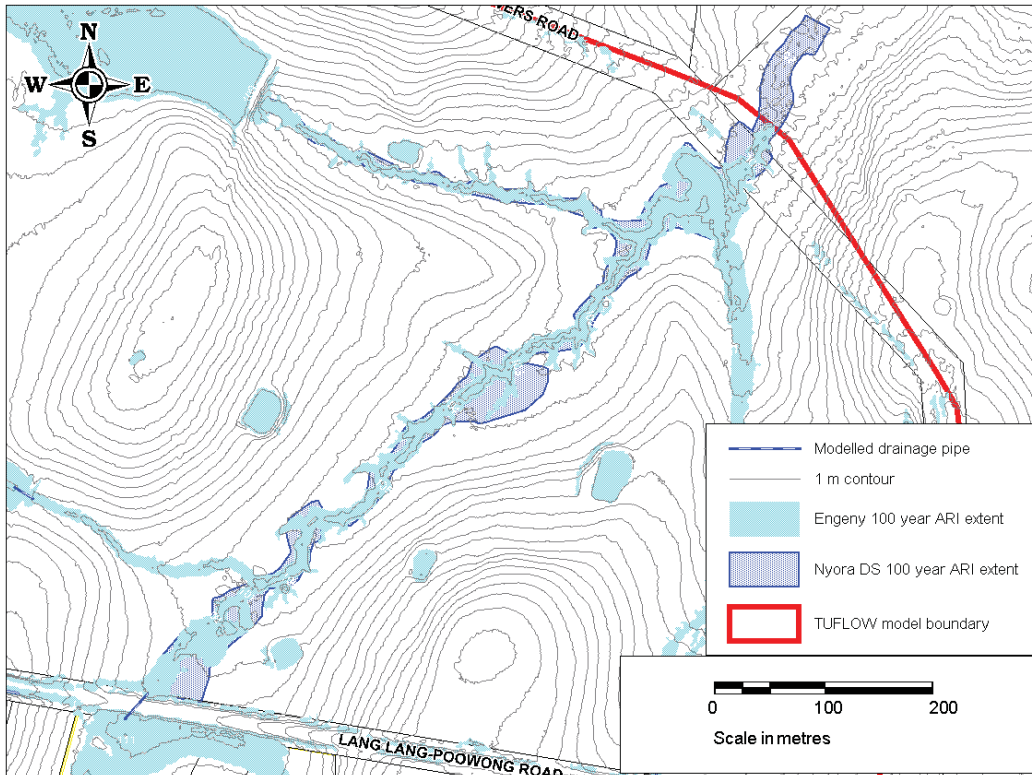 MERS ROAD
N
W E
S
Modelled drainage pipe
1 m contour
Engeny 100 year ARI extent
Nyora DS 100 year ARI extent
TUFLOW model boundary
0 100 200
Scale in metres
LANG LANG-POOWONG ROAD